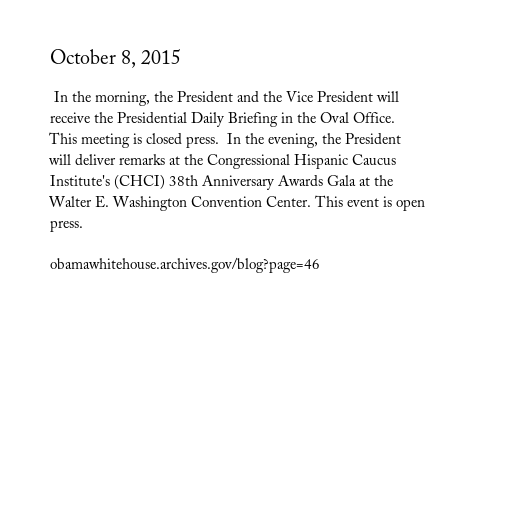 October 8, 2015
In the morning, the President and the Vice President will
receive the Presidential Daily Briefing in the Oval Office.
This meeting is closed press.  In the evening, the President
will deliver remarks at the Congressional Hispanic Caucus
Institute's (CHCI) 38th Anniversary Awards Gala at the
Walter E. Washington Convention Center. This event is open
press.
obamawhitehouse.archives.gov/blog?page=46